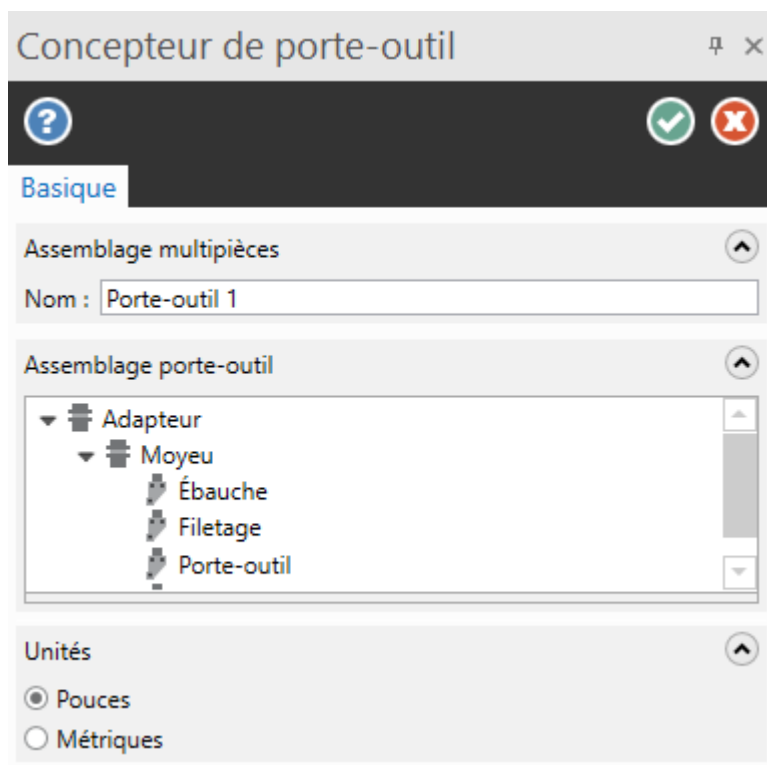 Concepteur de porte-outil
Basique
Assemblage multipièces
Nom : Porte-outil 1
Assemblage porte-outil
Adapteur
Moyeu
Ébauche
Filetage
Porte-outil
Unités
Pouces
Métriques